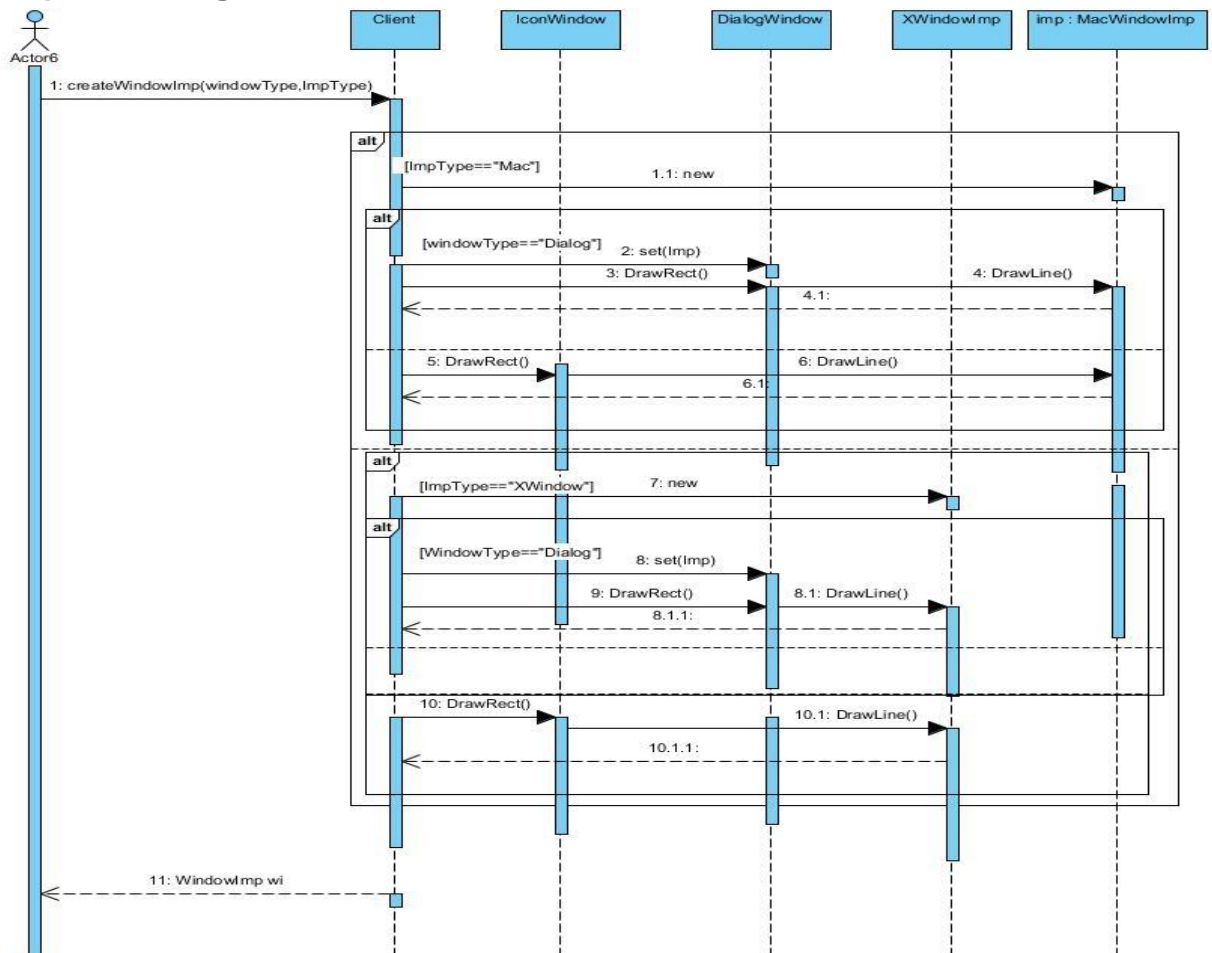 Client
IconWindow
DialogWindow
XWindowImp
imp : MacWindowImp
Actor6
1: createWindowImp(windowType,ImpType)
alt
[ImpType=="Mac"]
1.1: new
alt
[windowType=="Dialog"]
2: set(Imp)
3: DrawRect()
4: DrawLine()
4.1:
5: DrawRect()
6: DrawLine()
6.1:
alt
[ImpType=="XWindow"]
7: new
alt
[WindowType=="Dialog"]
8: set(Imp)
9: DrawRect()
8.1: DrawLine()
8.1.1:
10: DrawRect()
10.1: DrawLine()
10.1.1:
11: WindowImp wi